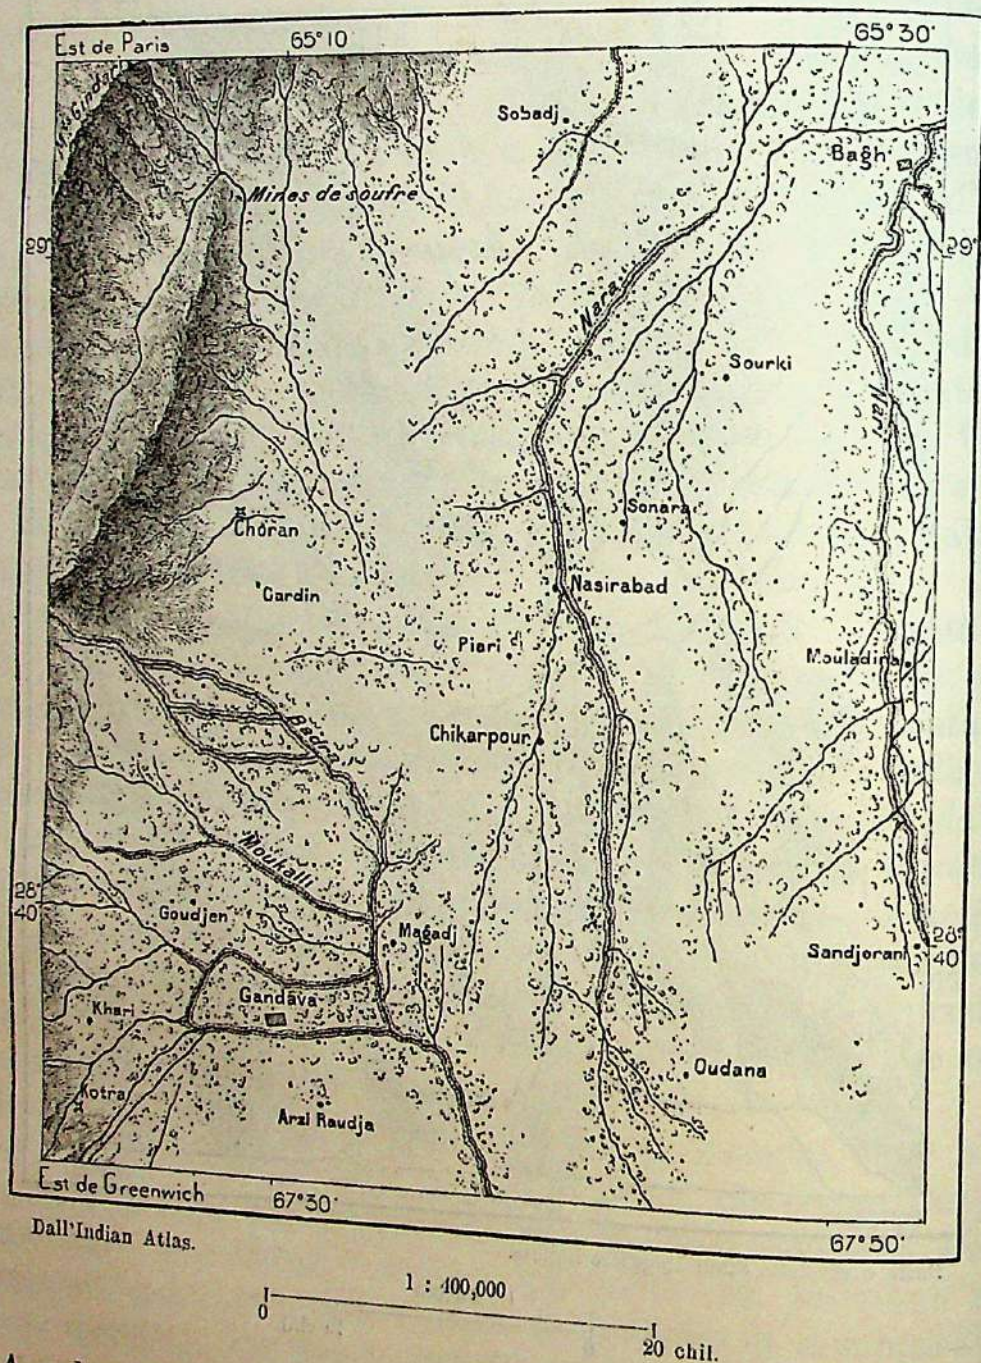 Est de Paris
65°10'
65°30'
Sobadj
Bagh
Mines de soufre
29°
29°
Nara
Sourki
Nari
Choran
Sonara
Gardin
Nasirabad
Piari
Mouladina
Badra
Chikarpour
Moukalli
28°
40'
Goudjen
Magadj
28°
40'
Sandjoran
Gandava
Khari
Oudana
Kotra
Arzi Raudja
Est de Greenwich
67°30'
67°50'
Dall'Indian Atlas.
1 : 400,000
0
20 chil.